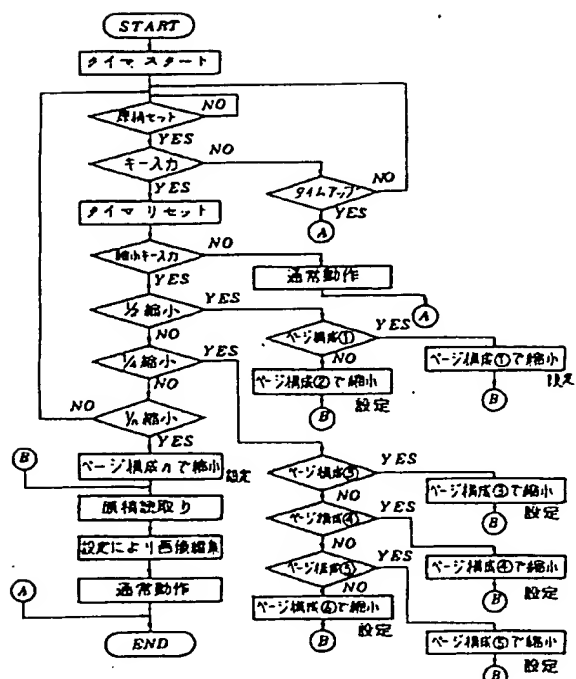 START
タイマ スタート
原稿セット
NO
YES
キー入力
NO
YES
タイムアップ
NO
YES
A
タイマ リセット
縮小キー入力
NO
YES
通常動作
A
1/2 縮小
YES
NO
ページ構成①
YES
NO
ページ構成①で縮小
設定
B
ページ構成②で縮小
設定
B
1/4 縮小
YES
NO
1/n 縮小
NO
YES
ページ構成nで縮小
設定
B
原稿読取り
設定により画像編集
通常動作
A
END
ページ構成③
YES
NO
ページ構成③で縮小
設定
B
ページ構成④
YES
NO
ページ構成④で縮小
設定
B
ページ構成⑤
YES
NO
ページ構成⑤で縮小
設定
B
ページ構成⑥で縮小
設定
B